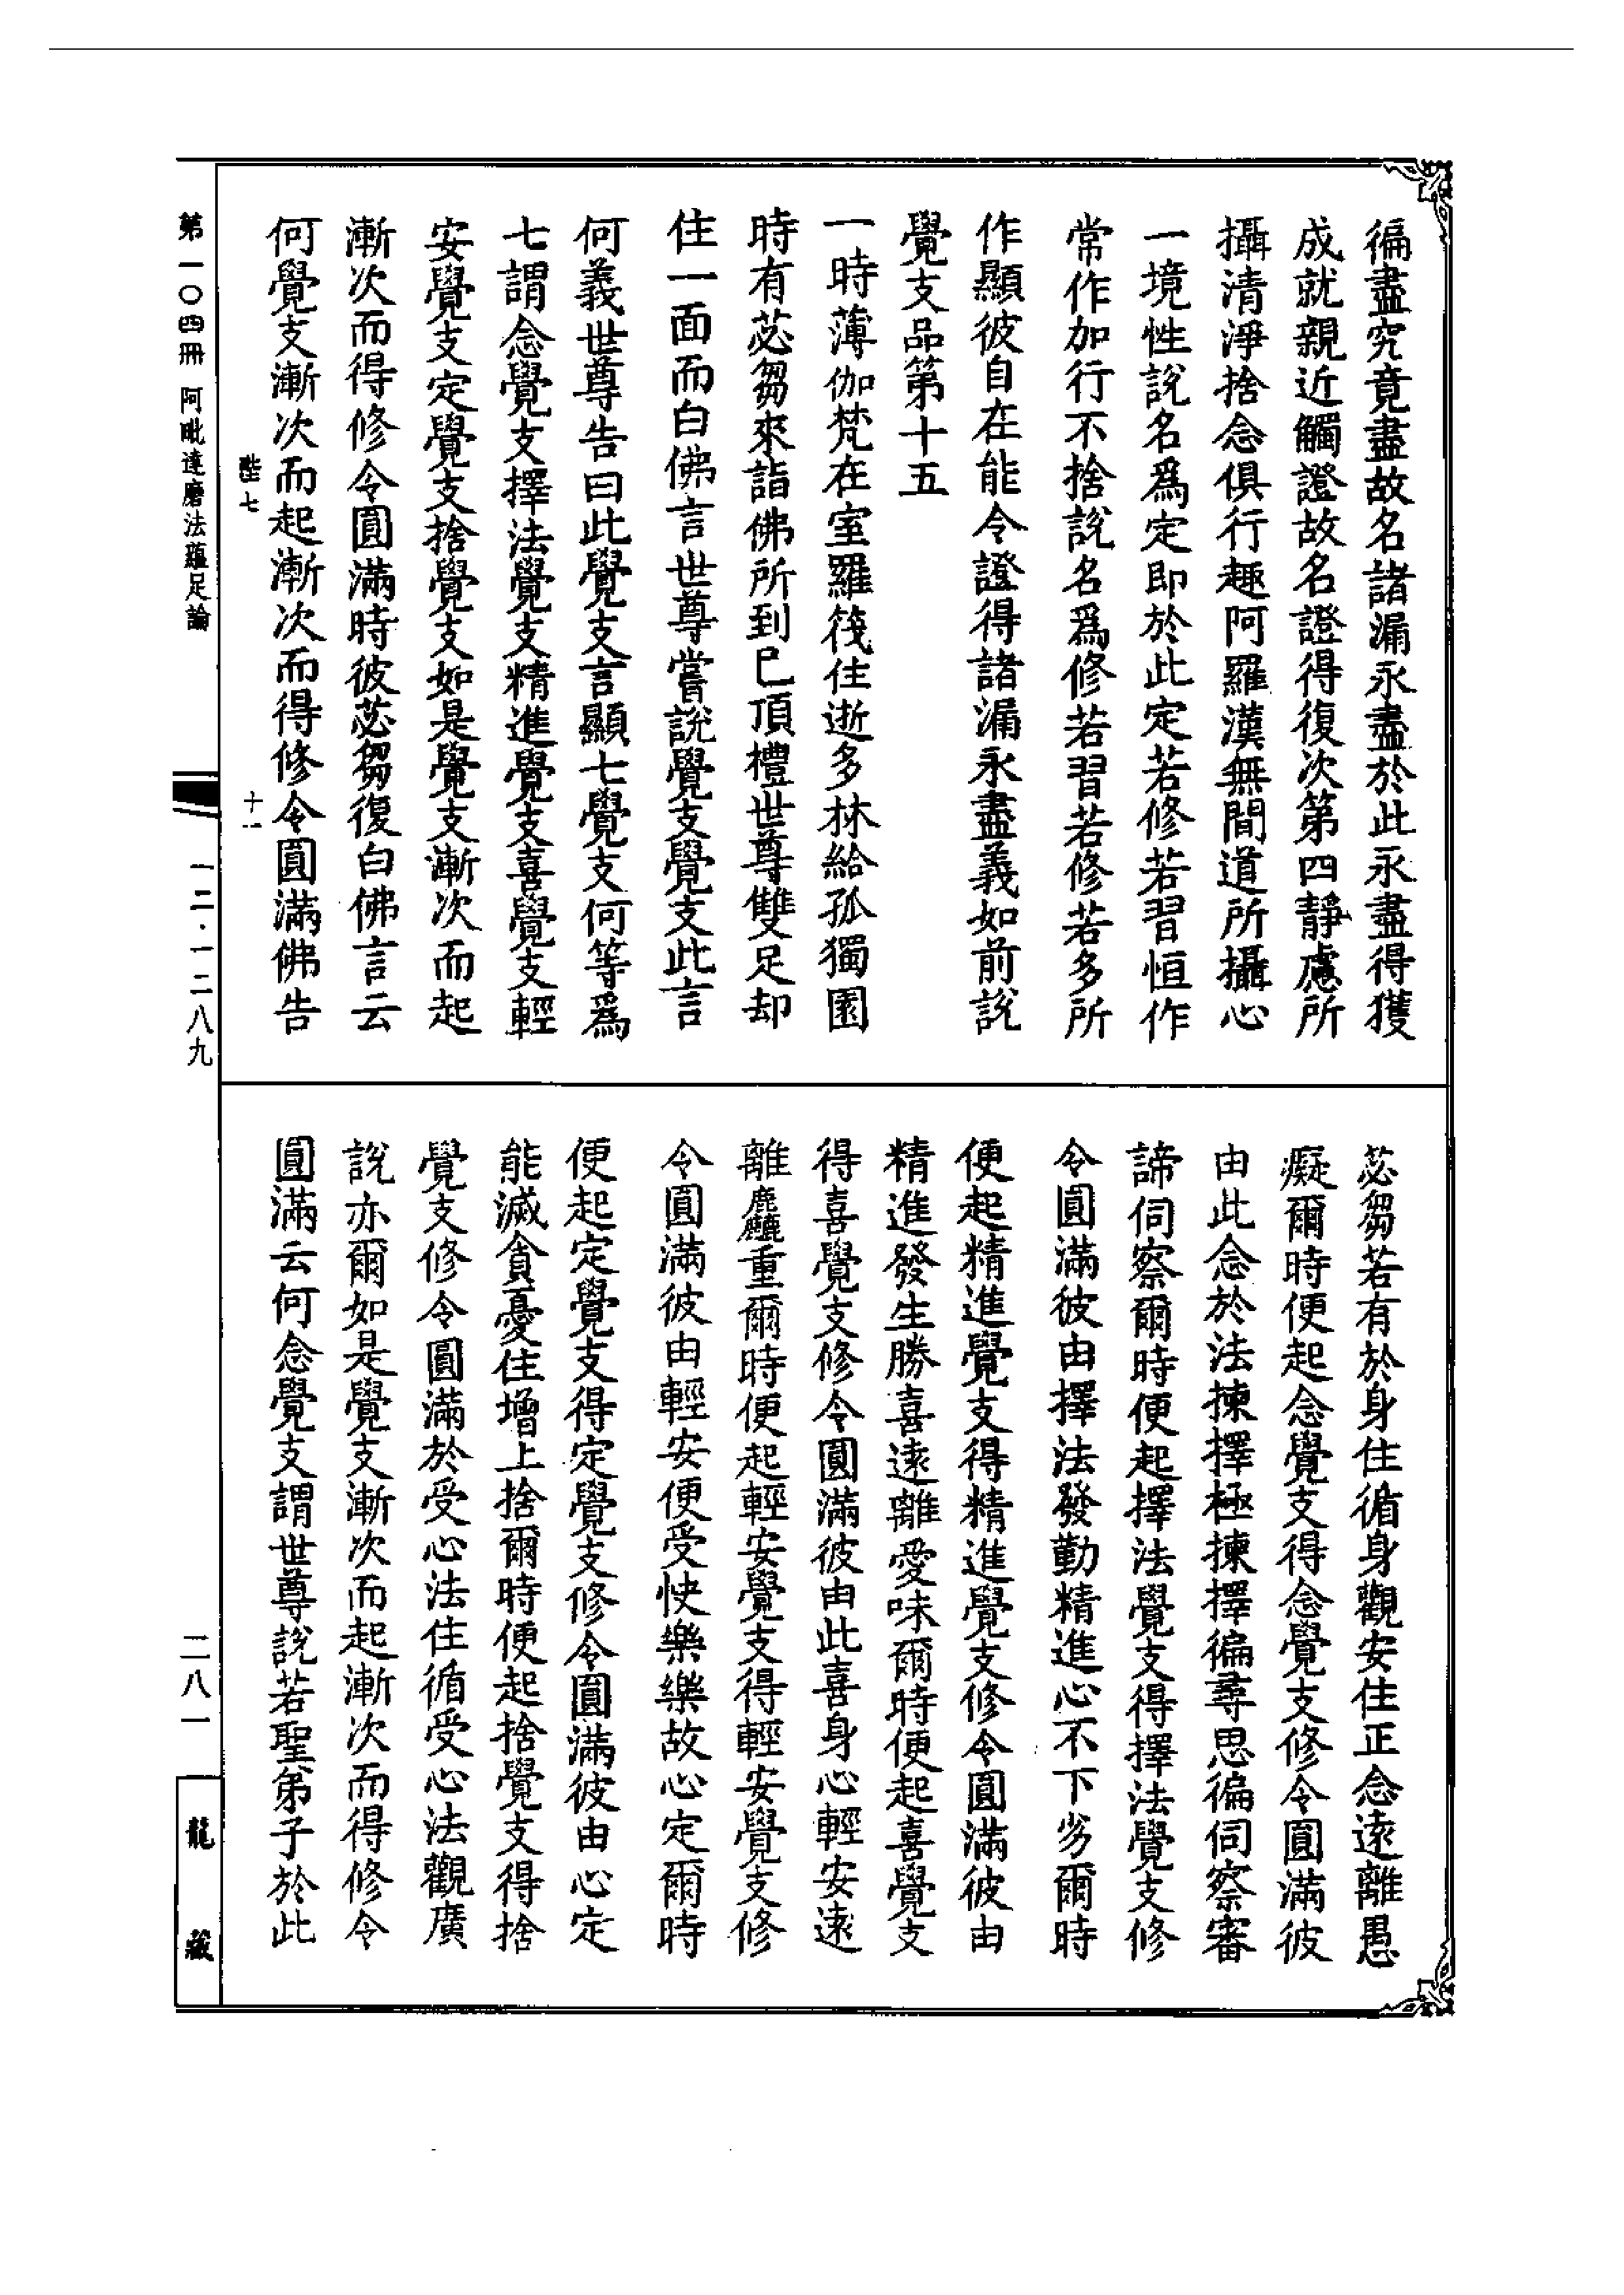 徧盡究竟盡故名諸漏永盡於此永盡得獲
成就親近觸證故名證得復次第四靜慮所
攝清淨捨念俱行趣阿羅漢無間道所攝心
一境性說名爲定即於此定若修若習恒作
常作加行不捨說名爲修若習若修若多所
作顯彼自在能令證得諸漏永盡義如前說
覺支品第十五
一時薄伽梵在室羅筏住逝多林給孤獨園
時有苾芻來詣佛所到已頂禮世尊雙足却
住一面而白佛言世尊嘗說覺支覺支此言
何義世尊告曰此覺支言顯七覺支何等爲
七謂念覺支擇法覺支精進覺支喜覺支輕
安覺支定覺支捨覺支如是覺支漸次而起
漸次而得修令圓滿時彼苾芻復白佛言云
何覺支漸次而起漸次而得修令圓滿佛告
苾芻若有於身住循身觀安住正念遠離愚
癡爾時便起念覺支得念覺支修令圓滿彼
由此念於法揀擇極揀擇徧尋思徧伺察審
諦伺察爾時便起擇法覺支得擇法覺支修
令圓滿彼由擇法發勤精進心不下劣爾時
便起精進覺支得精進覺支修令圓滿彼由
精進發生勝喜遠離愛味爾時便起喜覺支
得喜覺支修令圓滿彼由此喜身心輕安遠
離麤重爾時便起輕安覺支得輕安覺支修
令圓滿彼由輕安便受快樂樂故心定爾時
便起定覺支得定覺支修令圓滿彼由心定
能滅貪憂住增上捨爾時便起捨覺支得捨
覺支修令圓滿於受心法住循受心法觀廣
說亦爾如是覺支漸次而起漸次而得修令
圓滿云何念覺支謂世尊說若聖弟子於此
七
十一
第一〇四冊 阿毗達磨法蘊足論
一二·一二八九
二八一
龍藏